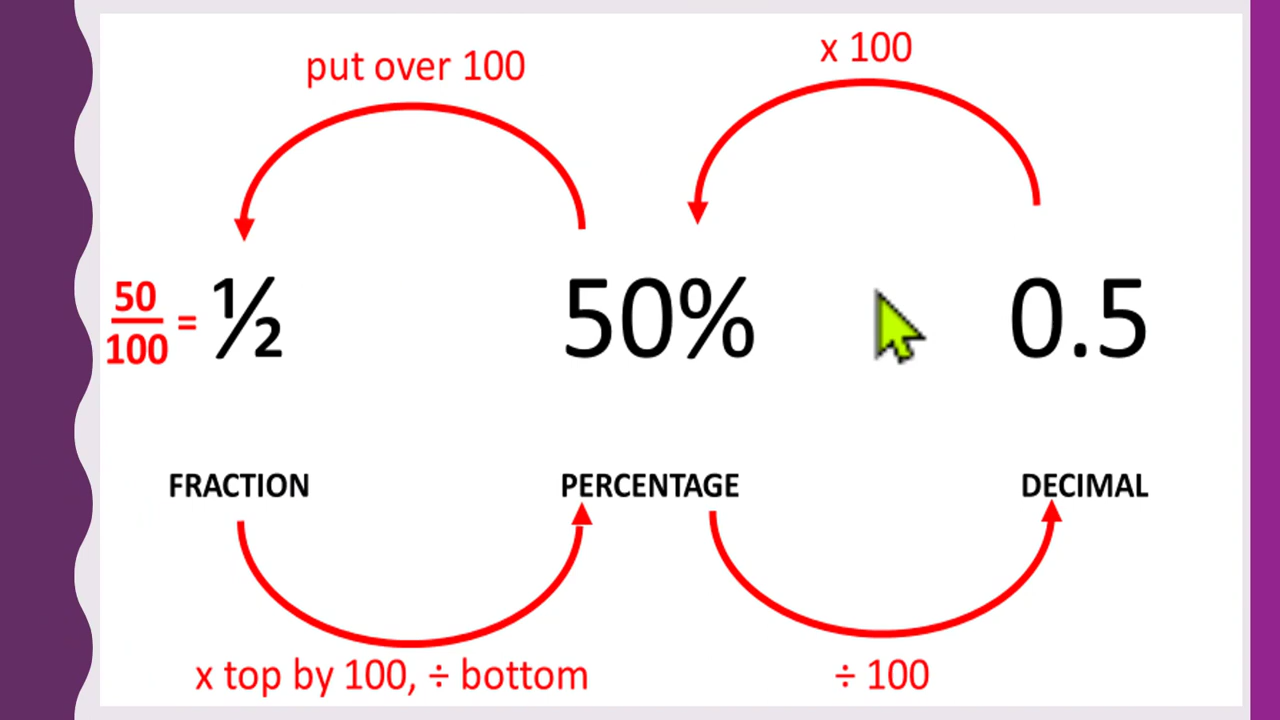 put over 100
x 100
50
100
= ½
50%
0.5
FRACTION
PERCENTAGE
DECIMAL
x top by 100, ÷ bottom
÷ 100